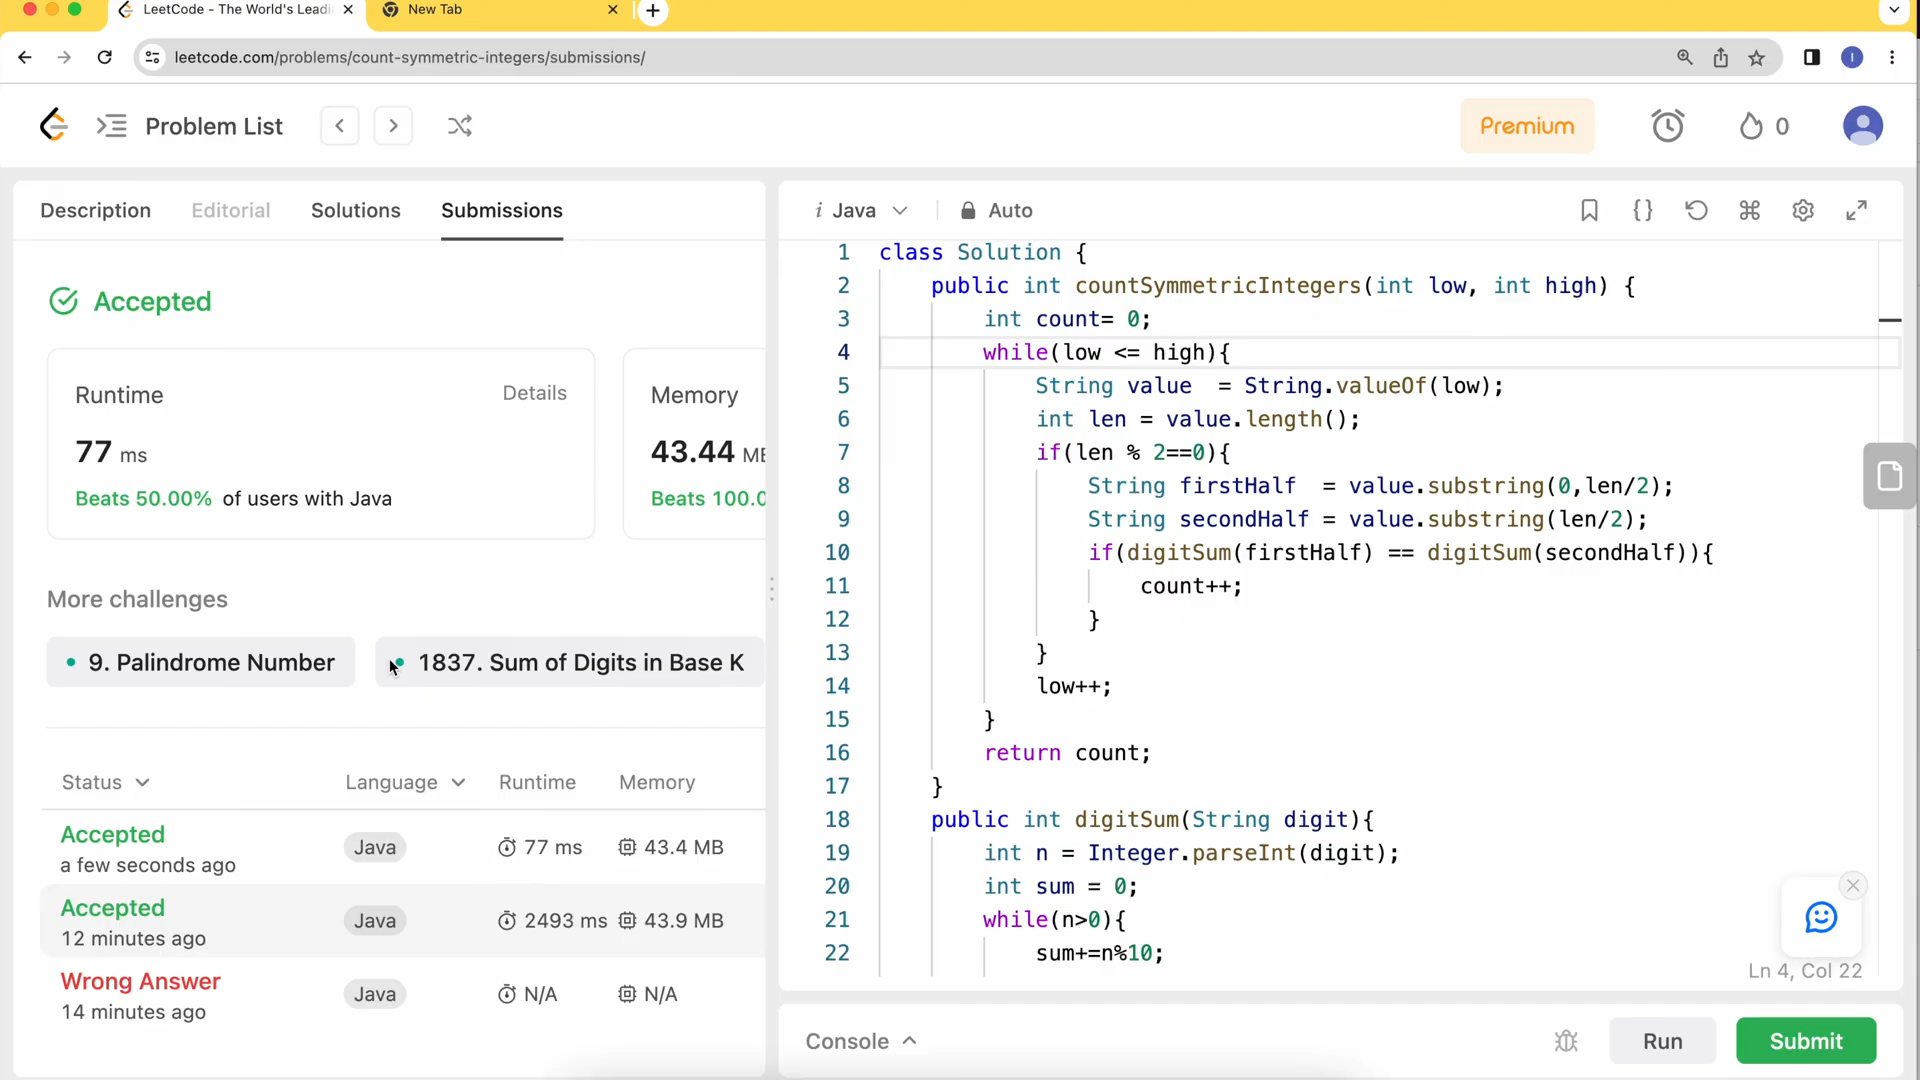 LeetCode - The World's Leadi
New Tab
leetcode.com/problems/count-symmetric-integers/submissions/
I
Problem List
Premium
0
Description
Editorial
Solutions
Submissions
Accepted
Runtime
Details
77 ms
Beats 50.00% of users with Java
Memory
43.44 ME
Beats 100.0
More challenges
9. Palindrome Number
1837. Sum of Digits in Base K
Status
Language
Runtime
Memory
Accepted
a few seconds ago
Java
77 ms
43.4 MB
Accepted
12 minutes ago
Java
2493 ms
43.9 MB
Wrong Answer
14 minutes ago
Java
N/A
N/A
i Java
Auto
1 class Solution {
2 public int countSymmetricIntegers(int low, int high) {
3 int count= 0;
4 while(low <= high){
5 String value  = String.valueOf(low);
6 int len = value.length();
7 if(len % 2==0){
8 String firstHalf  = value.substring(0,len/2);
9 String secondHalf = value.substring(len/2);
10 if(digitSum(firstHalf) == digitSum(secondHalf)){
11 count++;
12 }
13 }
14 low++;
15 }
16 return count;
17 }
18 public int digitSum(String digit){
19 int n = Integer.parseInt(digit);
20 int sum = 0;
21 while(n>0){
22 sum+=n%10;
Ln 4, Col 22
Console
Run
Submit